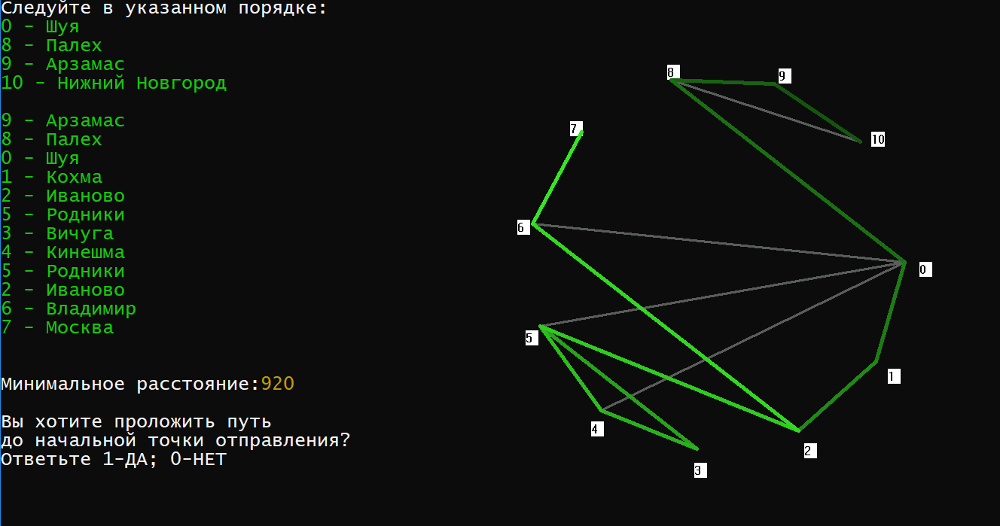 Следуйте в указанном порядке:
0 - Шуя
8 - Палех
9 - Арзамас
10 - Нижний Новгород
9 - Арзамас
8 - Палех
0 - Шуя
1 - Кохма
2 - Иваново
5 - Родники
3 - Вичуга
4 - Кинешма
5 - Родники
2 - Иваново
6 - Владимир
7 - Москва
Минимальное расстояние:920
Вы хотите проложить путь
до начальной точки отправления?
Ответьте 1-ДА; 0-НЕТ
8
9
7
10
6
0
5
1
4
2
3